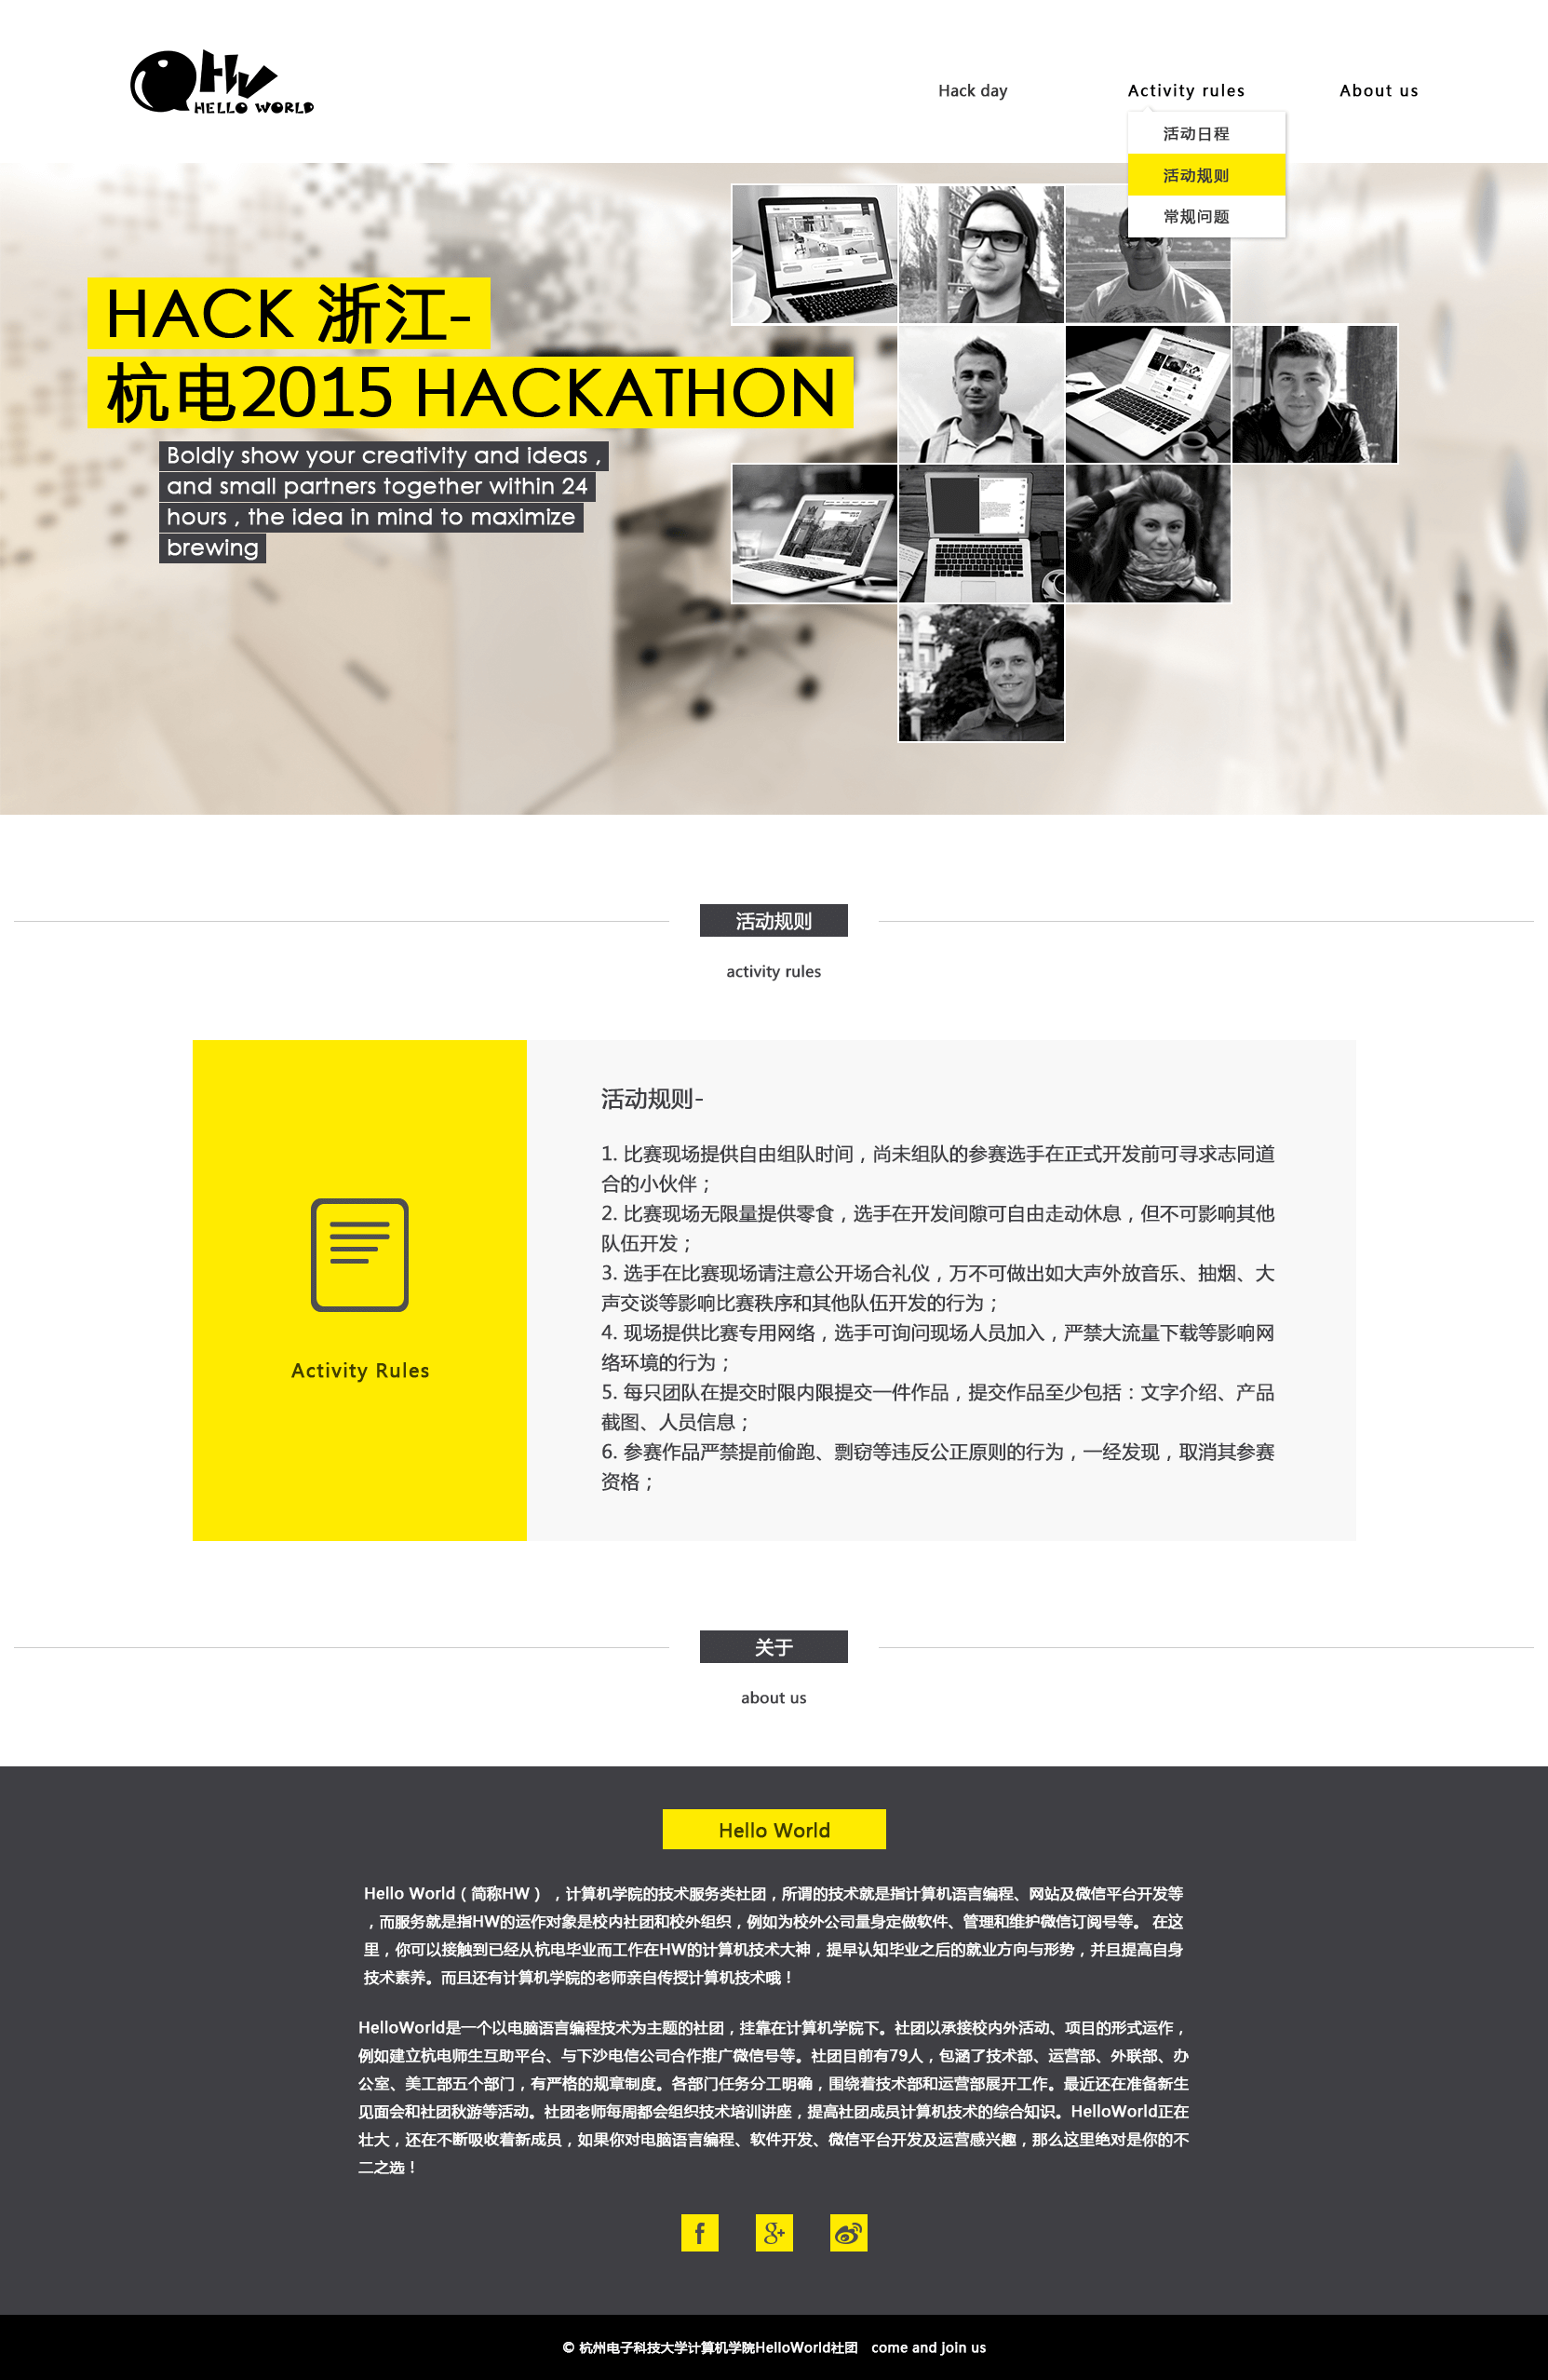 HW
HELLO WORLD
Hack day
Activity rules
About us
活动日程
活动规则
常规问题
HACK 浙江-
杭电2015 HACKATHON
Boldly show your creativity and ideas ,
and small partners together within 24
hours , the idea in mind to maximize
brewing
活动规则
activity rules
Activity Rules
活动规则-
1. 比赛现场提供自由组队时间，尚未组队的参赛选手在正式开发前可寻求志同道
合的小伙伴；
2. 比赛现场无限量提供零食，选手在开发间隙可自由走动休息，但不可影响其他
队伍开发；
3. 选手在比赛现场请注意公开场合礼仪，万不可做出如大声外放音乐、抽烟、大
声交谈等影响比赛秩序和其他队伍开发的行为；
4. 现场提供比赛专用网络，选手可询问现场人员加入，严禁大流量下载等影响网
络环境的行为；
5. 每只团队在提交时限内限提交一件作品，提交作品至少包括：文字介绍、产品
截图、人员信息；
6. 参赛作品严禁提前偷跑、剽窃等违反公正原则的行为，一经发现，取消其参赛
资格；
关于
about us
Hello World
Hello World（简称HW），计算机学院的技术服务类社团，所谓的技术就是指计算机语言编程、网站及微信平台开发等
，而服务就是指HW的运作对象是校内社团和校外组织，例如为校外公司量身定做软件、管理和维护微信订阅号等。 在这
里，你可以接触到已经从杭电毕业而工作在HW的计算机技术大神，提早认知毕业之后的就业方向与形势，并且提高自身
技术素养。而且还有计算机学院的老师亲自传授计算机技术哦！
HelloWorld是一个以电脑语言编程技术为主题的社团，挂靠在计算机学院下。社团以承接校内外活动、项目的形式运作，
例如建立杭电师生互助平台、与下沙电信公司合作推广微信号等。社团目前有79人，包涵了技术部、运营部、外联部、办
公室、美工部五个部门，有严格的规章制度。各部门任务分工明确，围绕着技术部和运营部展开工作。最近还在准备新生
见面会和社团秋游等活动。社团老师每周都会组织技术培训讲座，提高社团成员计算机技术的综合知识。HelloWorld正在
壮大，还在不断吸收着新成员，如果你对电脑语言编程、软件开发、微信平台开发及运营感兴趣，那么这里绝对是你的不
二之选！
f
g+
© 杭州电子科技大学计算机学院HelloWorld社团 come and join us